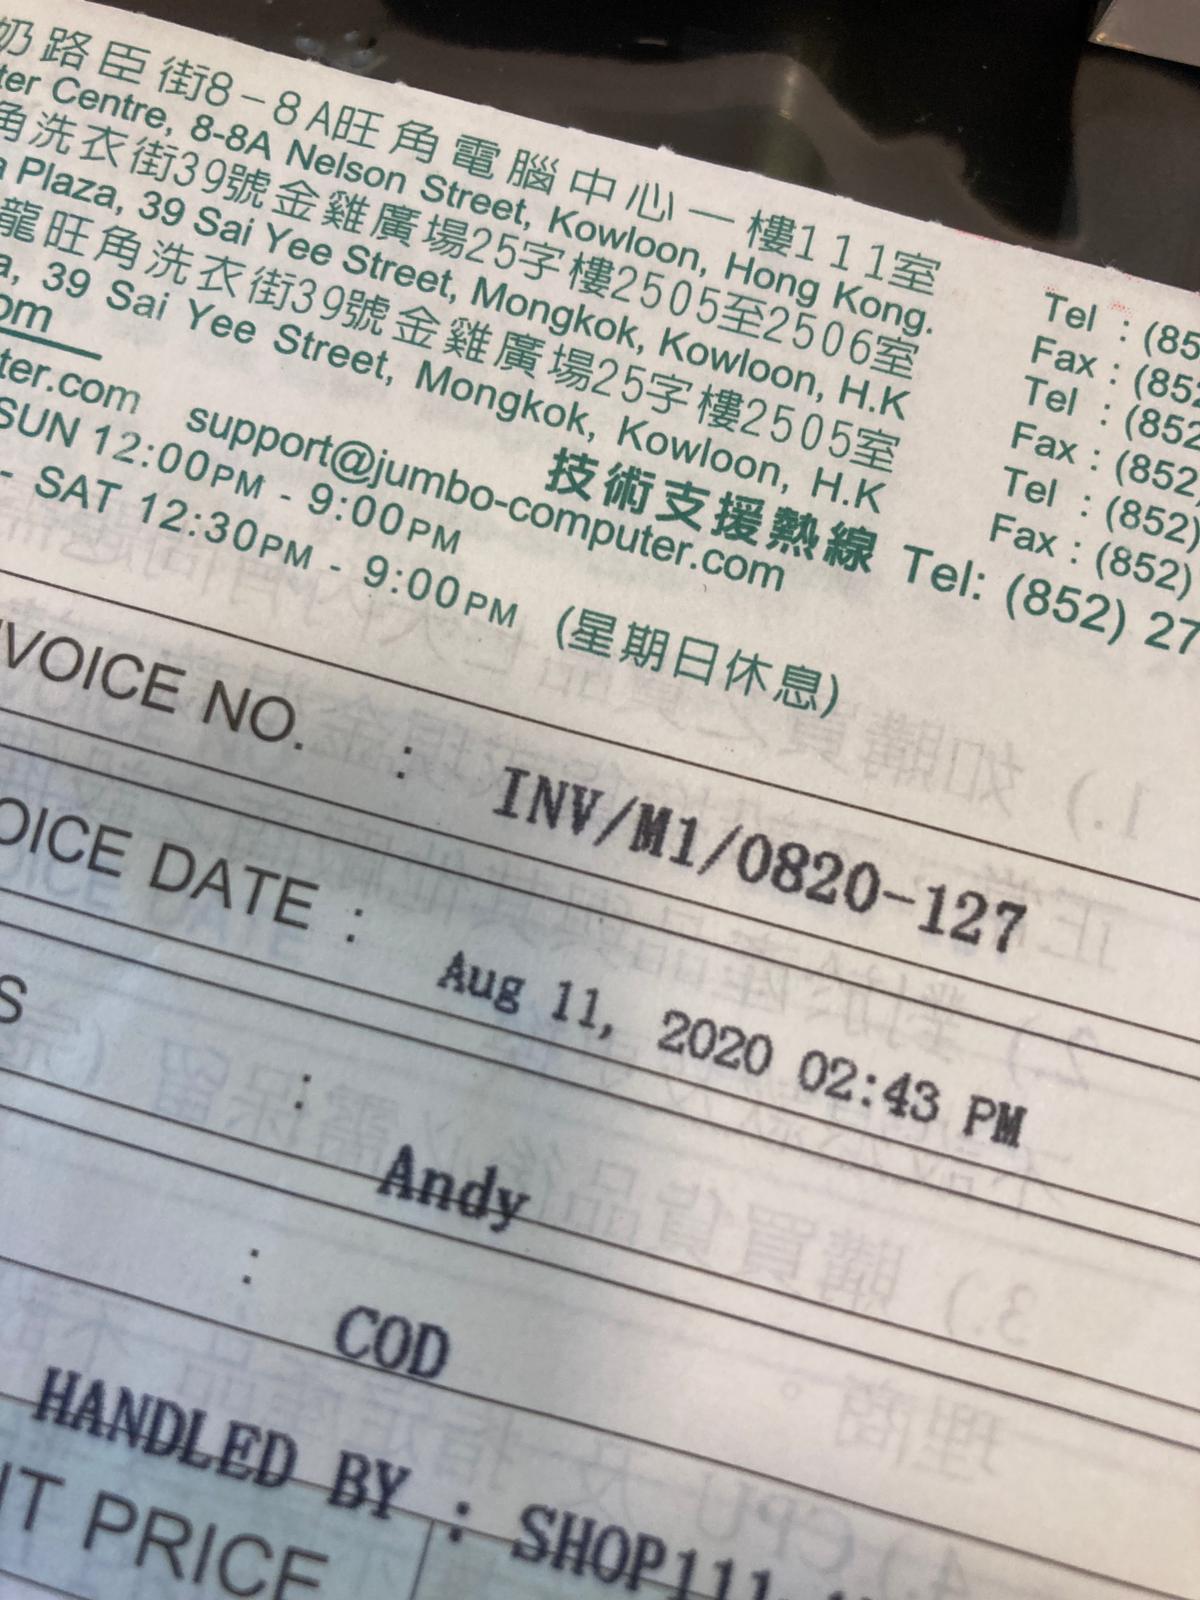 奶路臣街8-8A旺角電腦中心一樓111室
ter Centre, 8-8A Nelson Street, Kowloon, Hong Kong.
角洗衣街39號金雞廣場25字樓2505至2506室
a Plaza, 39 Sai Yee Street, Mongkok, Kowloon, H.K
龍旺角洗衣街39號金雞廣場25字樓2505室
a, 39 Sai Yee Street, Mongkok, Kowloon, H.K
Tel : (85
Fax : (852
Tel : (852
Fax : (852
Tel : (852)
Fax : (852)
om
ter.com support@jumbo-computer.com
技術支援熱線 Tel: (852) 27
SUN 12:00PM - 9:00PM
- SAT 12:30PM - 9:00PM (星期日休息)
NVOICE NO. : INV/M1/0820-127
OICE DATE : Aug 11, 2020 02:43 PM
S : Andy
: COD
HANDLED BY : SHOP111
IT PRICE